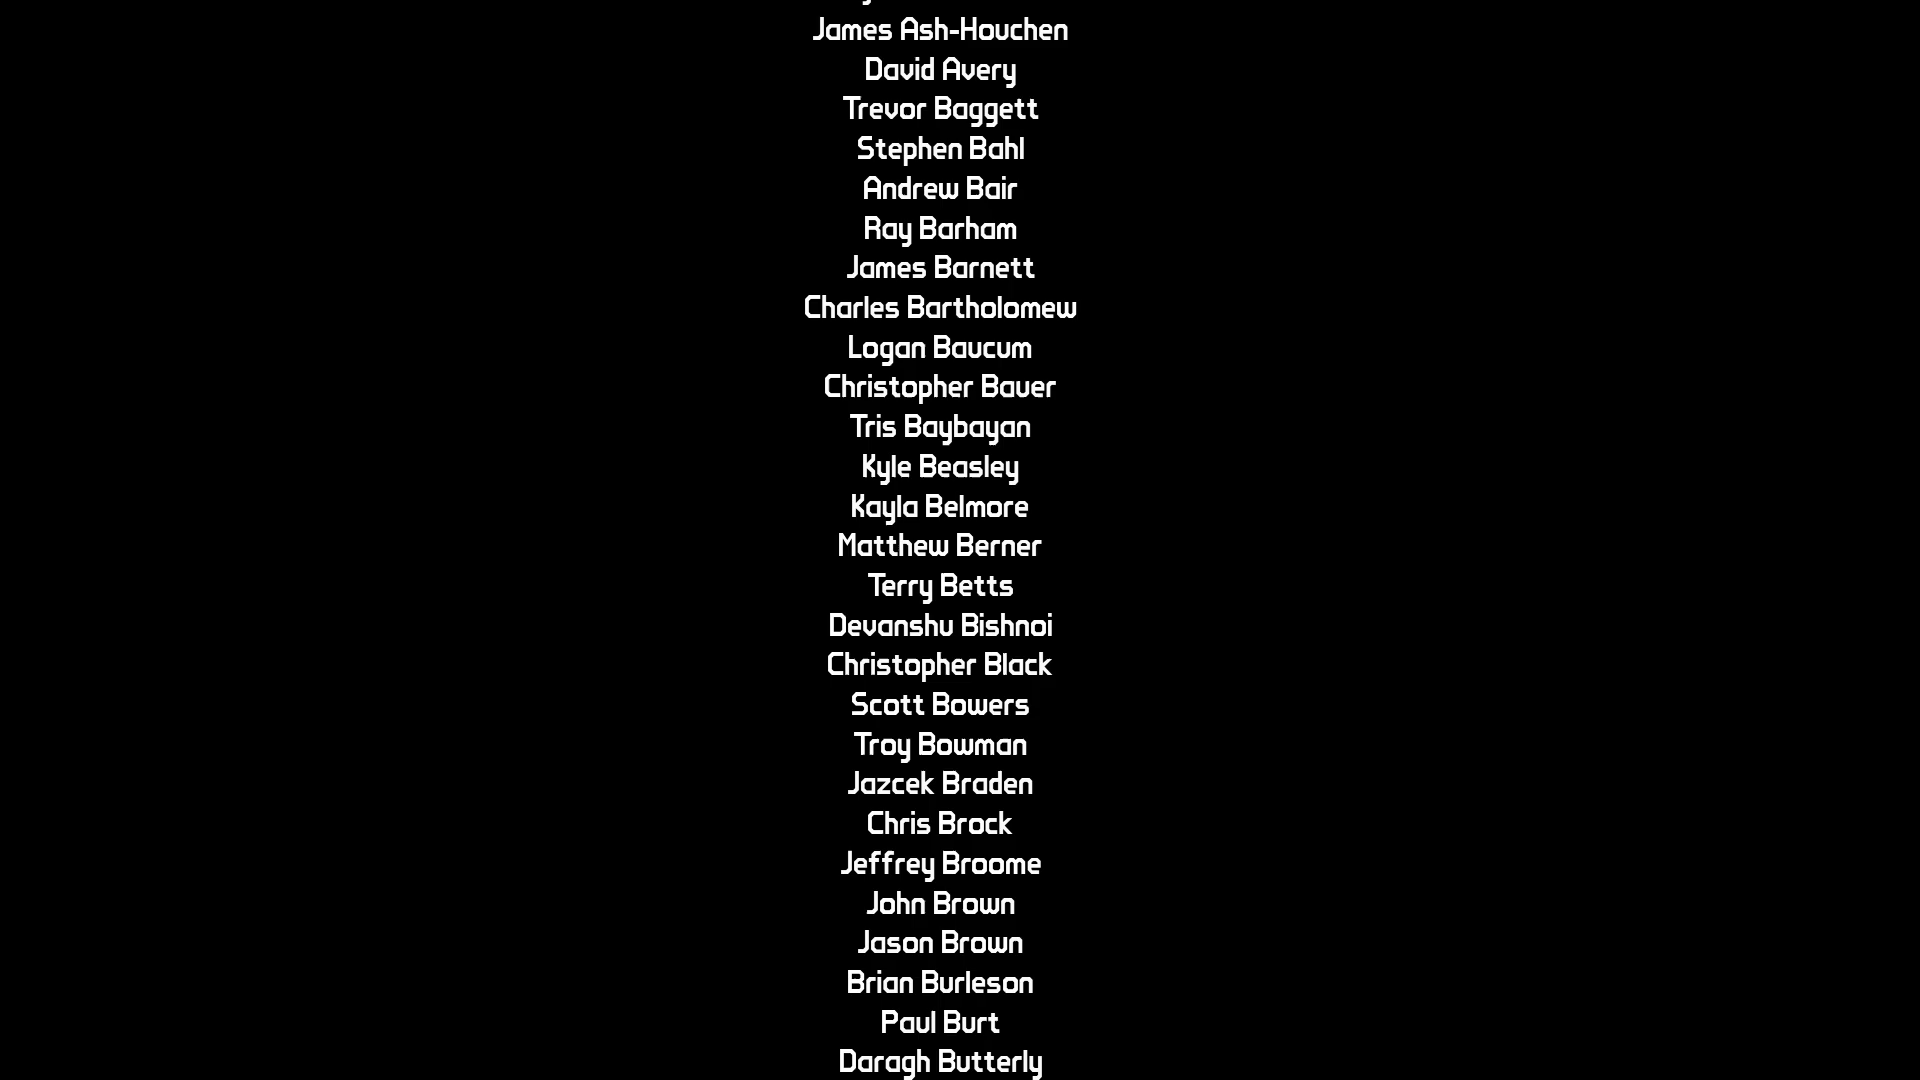 James Ash-Houchen
David Avery
Trevor Baggett
Stephen Bahl
Andrew Bair
Ray Barham
James Barnett
Charles Bartholomew
Logan Baucum
Christopher Bauer
Tris Baybayan
Kyle Beasley
Kayla Belmore
Matthew Berner
Terry Betts
Devanshu Bishnoi
Christopher Black
Scott Bowers
Troy Bowman
Jazcek Braden
Chris Brock
Jeffrey Broome
John Brown
Jason Brown
Brian Burleson
Paul Burt
Daragh Butterly